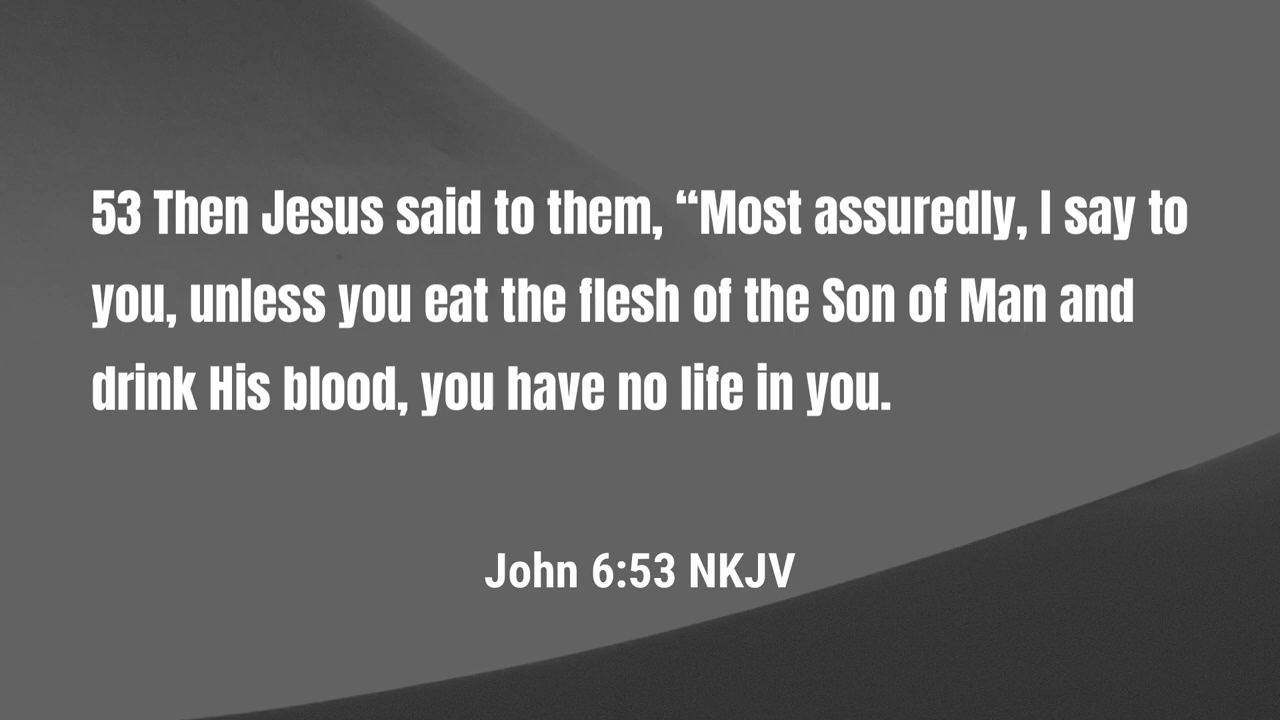 53 Then Jesus said to them, “Most assuredly, I say to
you, unless you eat the flesh of the Son of Man and
drink His blood, you have no life in you.
John 6:53 NKJV